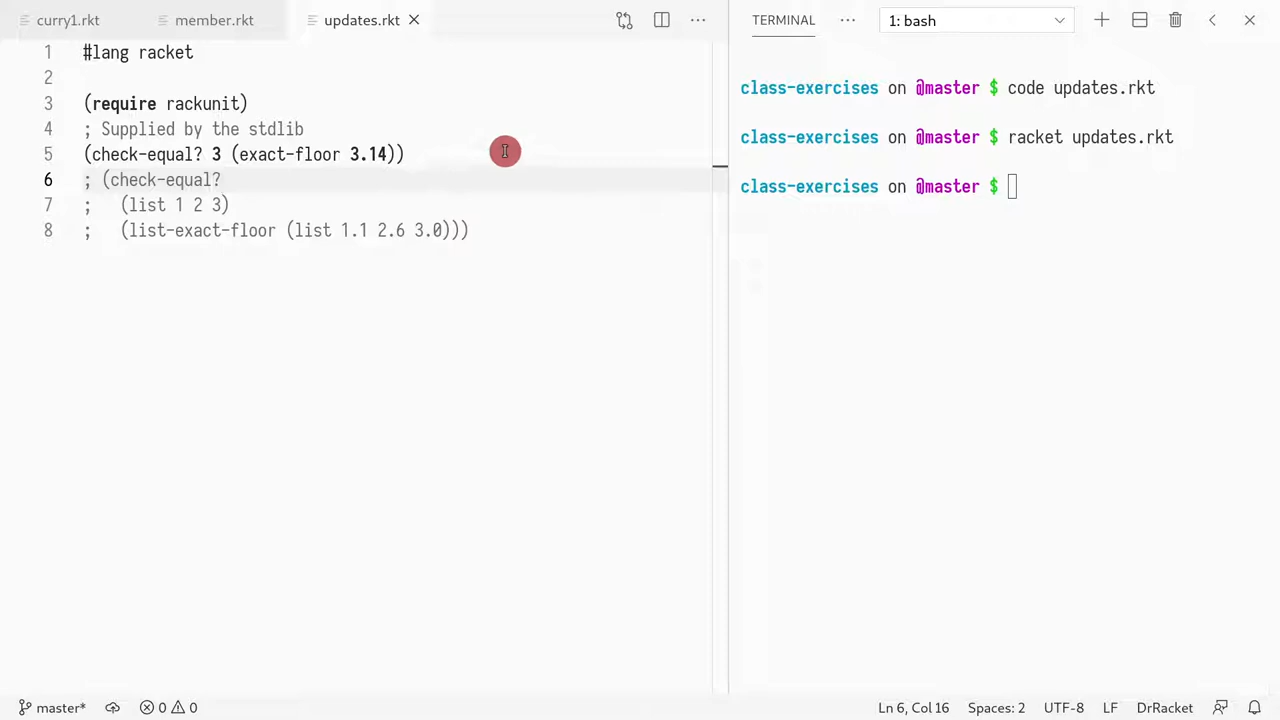 curry1.rkt member.rkt updates.rkt
1 #lang racket
2
3 (require rackunit)
4 ; Supplied by the stdlib
5 (check-equal? 3 (exact-floor 3.14))
6 ; (check-equal?
7 ;   (list 1 2 3)
8 ;   (list-exact-floor (list 1.1 2.6 3.0)))
TERMINAL 1: bash
class-exercises on @master $ code updates.rkt
class-exercises on @master $ racket updates.rkt
class-exercises on @master $
master* 0 0 Ln 6, Col 16 Spaces: 2 UTF-8 LF DrRacket